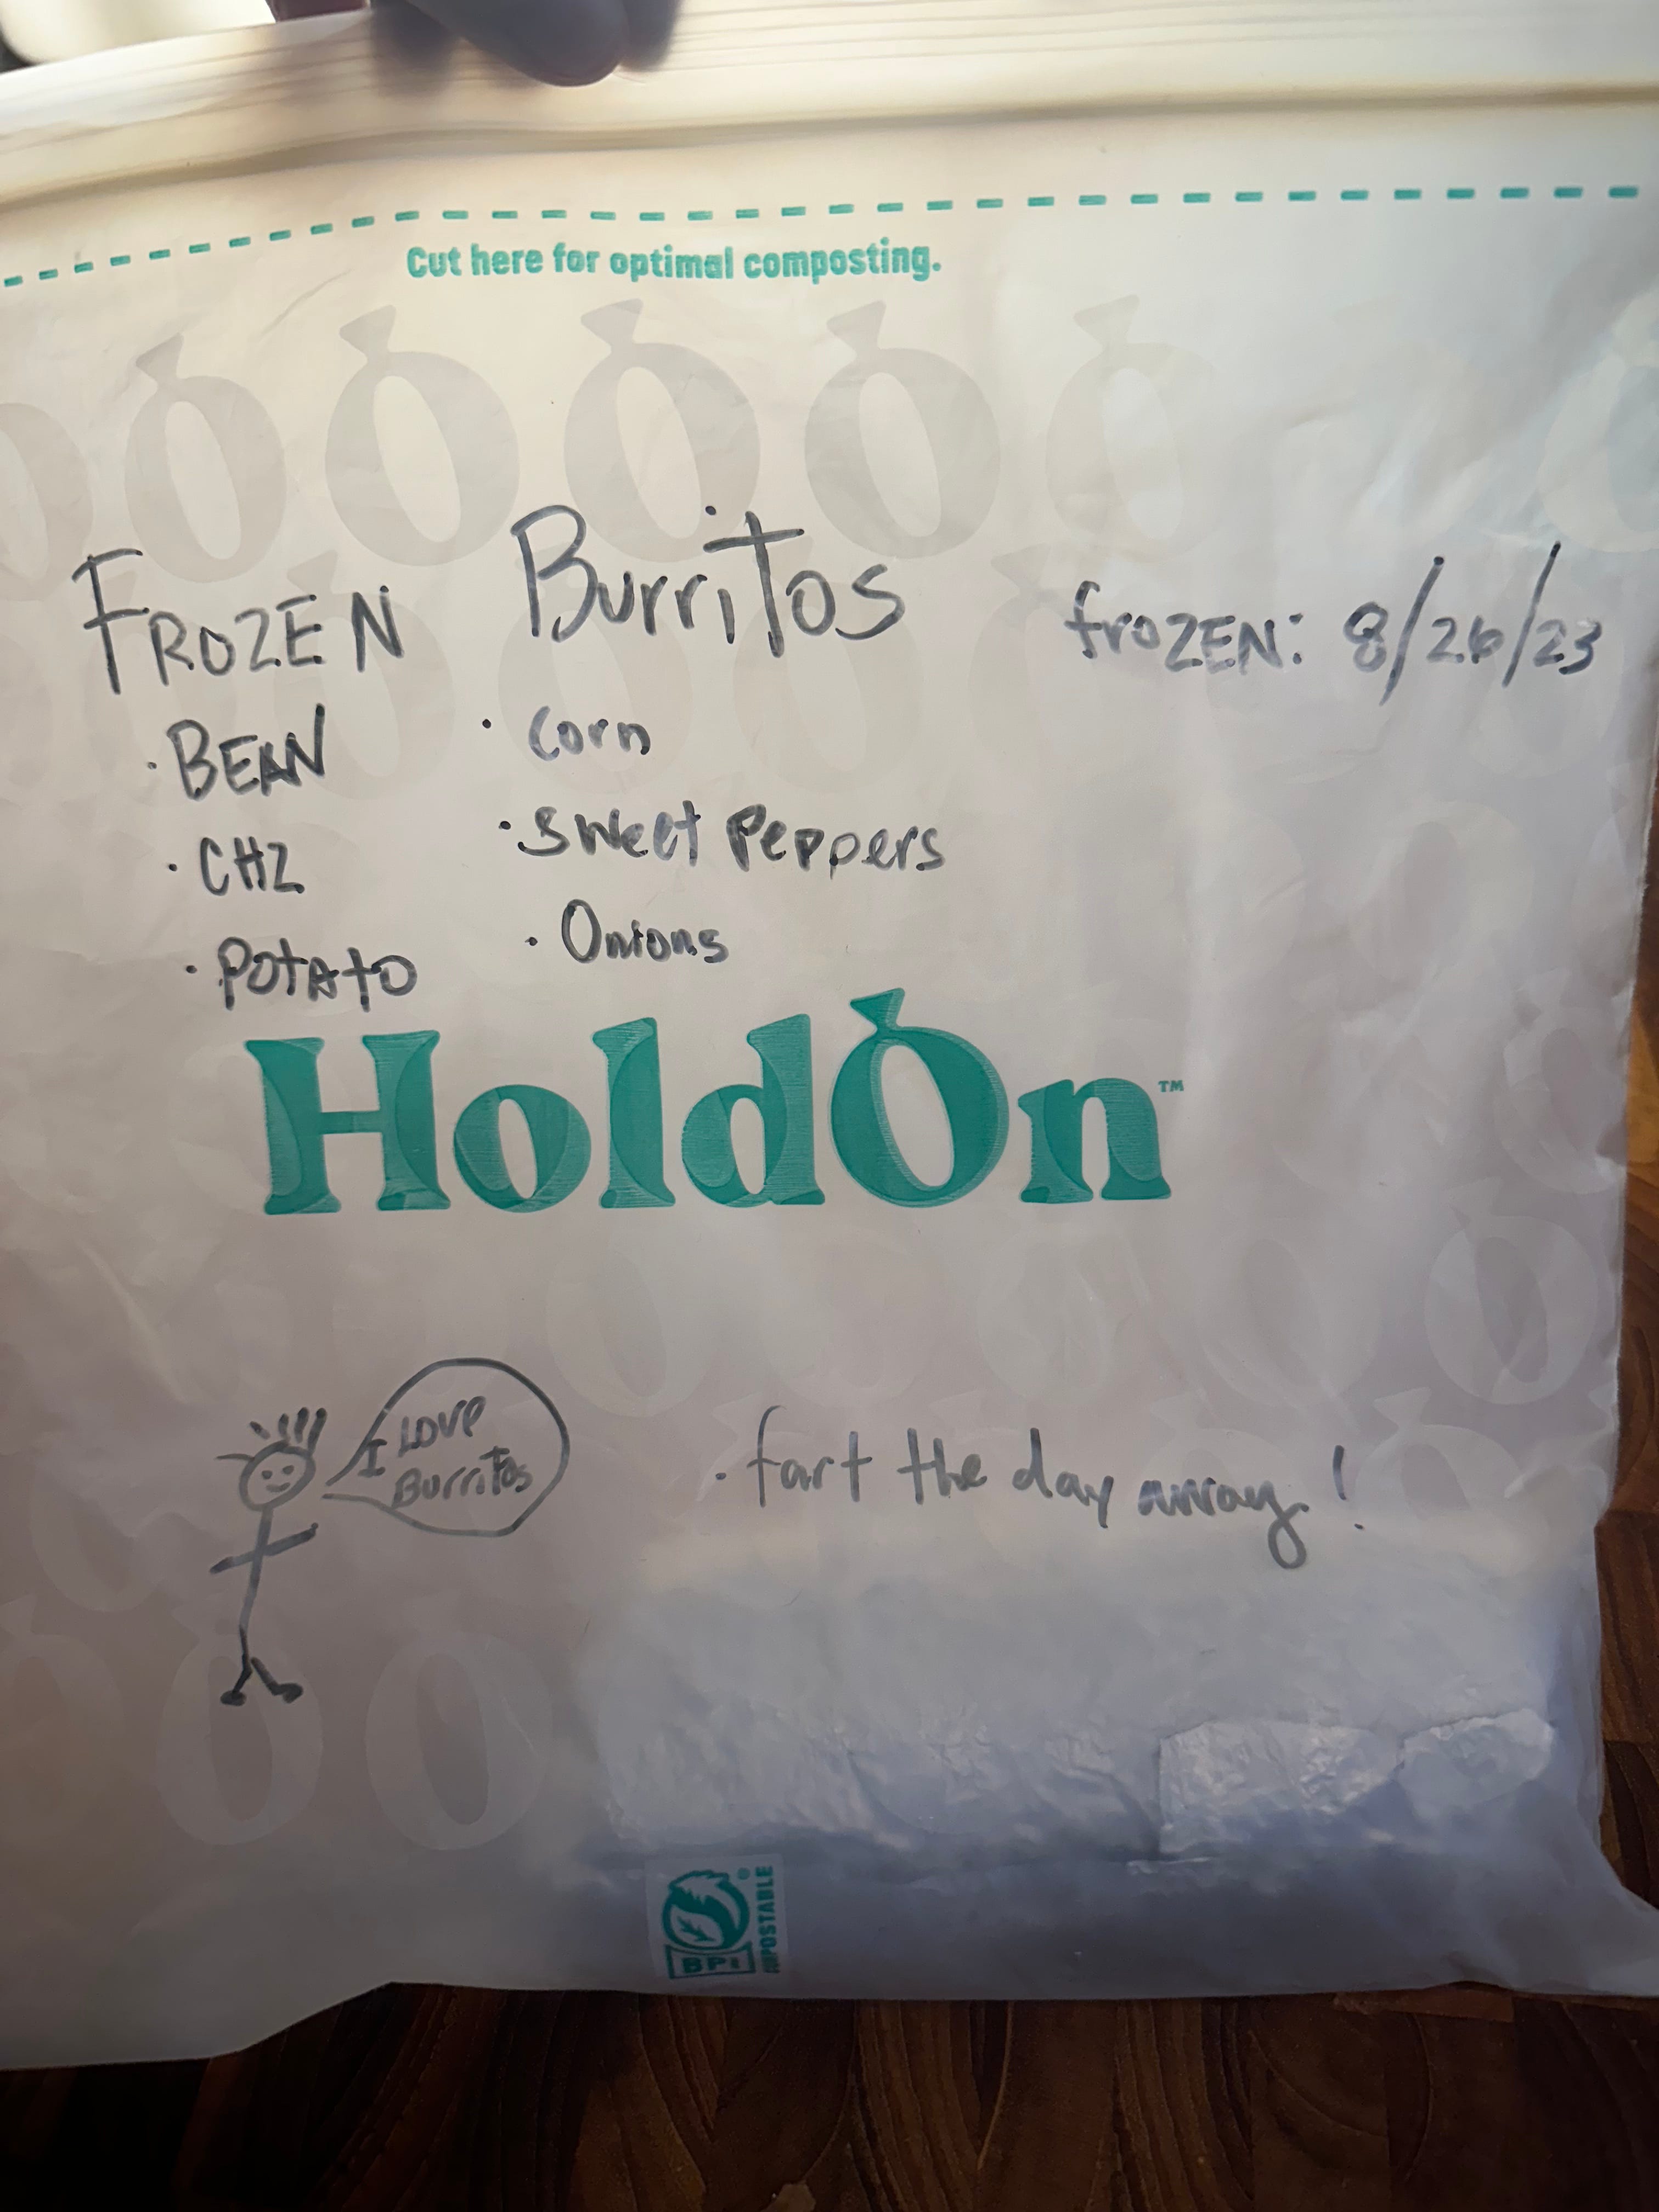 Cut here for optimal composting.
FROZEN BurriTos
frozEN: 8/26/23
· BEAN
· CHZ
· POtAtO
· Corn
· Sweet Peppers
· Onions
HoldOn™
I LOVE
BurriTos
· fart the day away!
BPI®
COMPOSTABLE